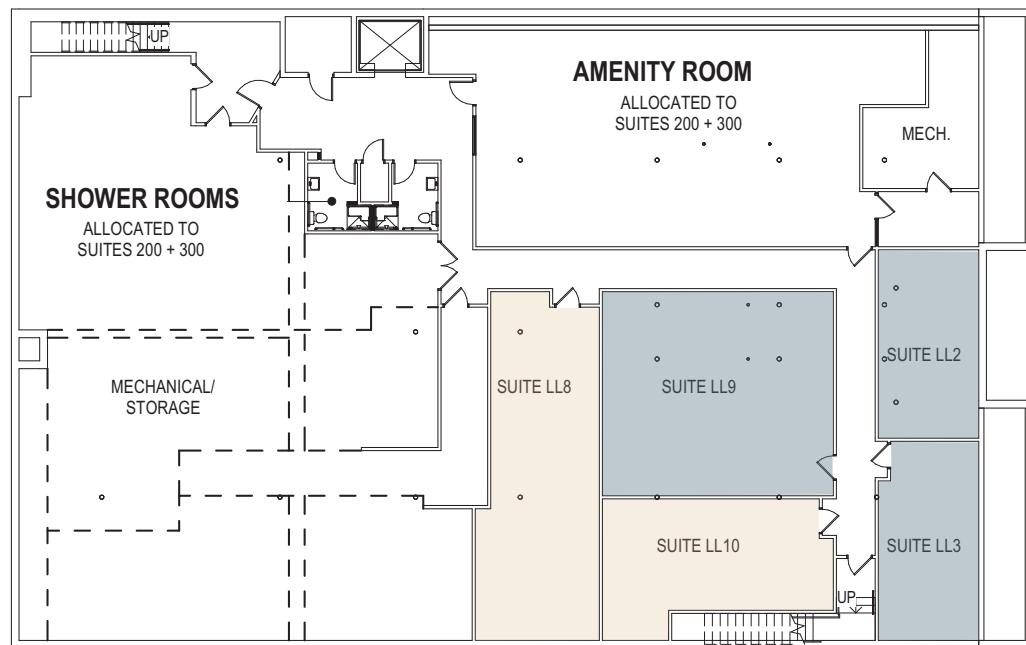 UP
AMENITY ROOM
ALLOCATED TO
SUITES 200 + 300
MECH.
SHOWER ROOMS
ALLOCATED TO
SUITES 200 + 300
MECHANICAL/
STORAGE
SUITE LL8
SUITE LL9
SUITE LL2
SUITE LL10
SUITE LL3
UP